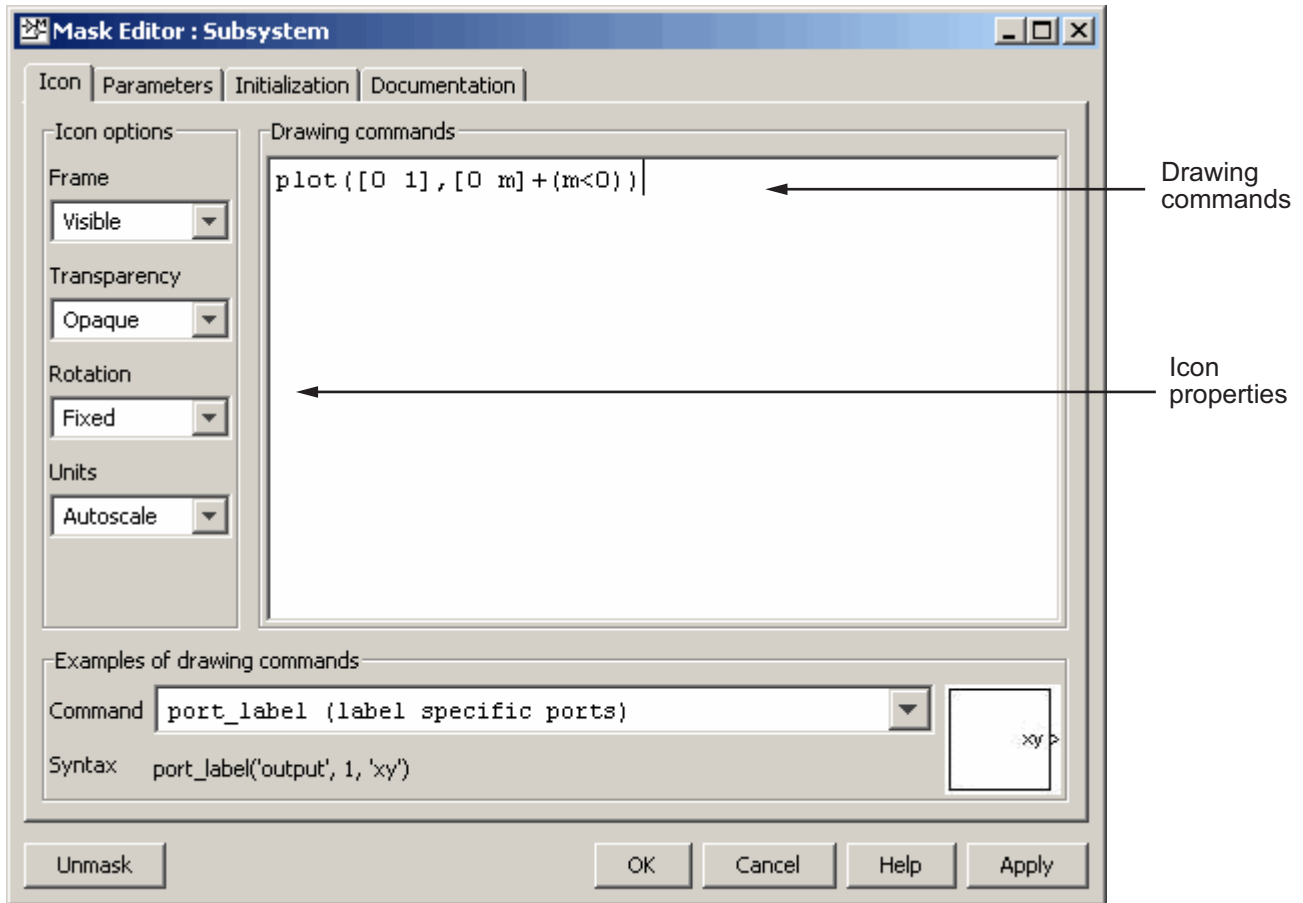 Mask Editor : Subsystem
Icon Parameters Initialization Documentation
Icon options
Drawing commands
Frame
Visible
Transparency
Opaque
Rotation
Fixed
Units
Autoscale
plot([0 1],[0 m]+(m<0))
Drawing
commands
Icon
properties
Examples of drawing commands
Command port_label (label specific ports)
Syntax port_label('output', 1, 'xy')
xy >
Unmask OK Cancel Help Apply